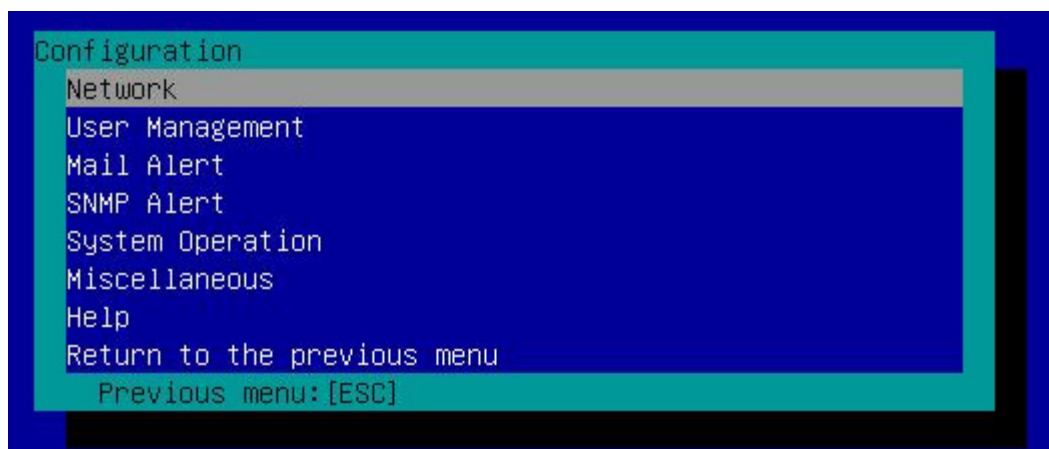 Configuration
Network
User Management
Mail Alert
SNMP Alert
System Operation
Miscellaneous
Help
Return to the previous menu
Previous menu:[ESC]